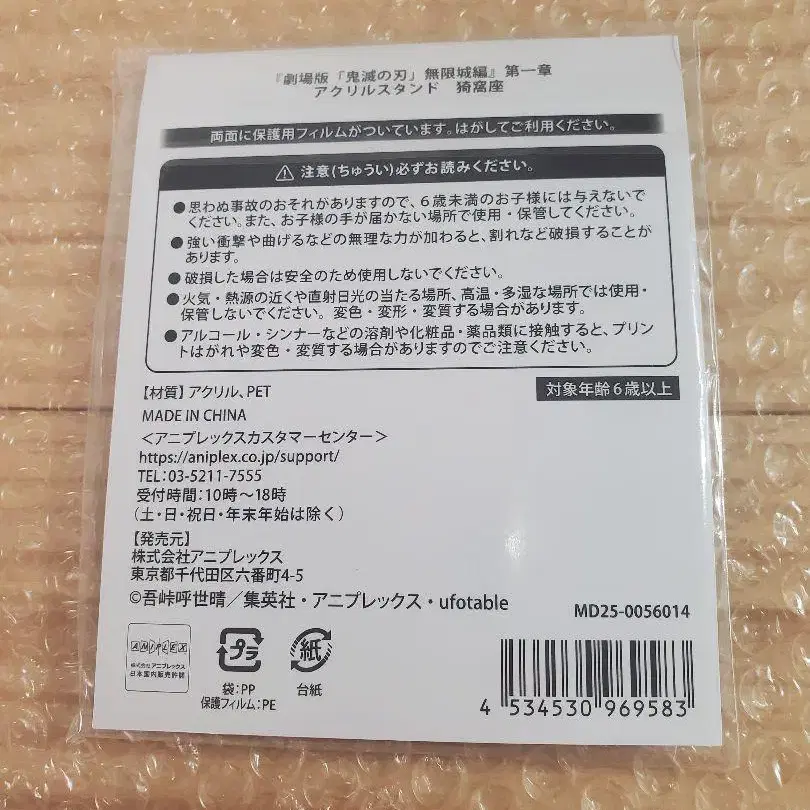 『劇場版「鬼滅の刃」無限城編』第一章
アクリルスタンド　猗窩座
両面に保護用フィルムがついています。はがしてご利用ください。
⚠ 注意(ちゅうい)必ずお読みください。
●思わぬ事故のおそれがありますので、6歳未満のお子様には与えないで
ください。また、お子様の手が届かない場所で使用・保管してください。
●強い衝撃や曲げるなどの無理な力が加わると、割れなど破損することが
あります。
●破損した場合は安全のため使用しないでください。
●火気・熱源の近くや直射日光の当たる場所、高温・多湿な場所では使用・
保管しないでください。変色・変形・変質する場合があります。
●アルコール・シンナーなどの溶剤や化粧品・薬品類に接触すると、プリン
トはがれや変色・変質する場合がありますのでご注意ください。
【材質】アクリル、PET
対象年齢6歳以上
MADE IN CHINA
＜アニプレックスカスタマーセンター＞
https://aniplex.co.jp/support/
TEL:03-5211-7555
受付時間:10時～18時
（土・日・祝日・年末年始は除く）
【発売元】
株式会社アニプレックス
東京都千代田区六番町4-5
©吾峠呼世晴／集英社・アニプレックス・ufotable
MD25-0056014
ANIPLEX
株式会社アニプレックス
日本国内販売許諾
プラ
袋:PP
保護フィルム:PE
紙
台紙
4 534530 969583